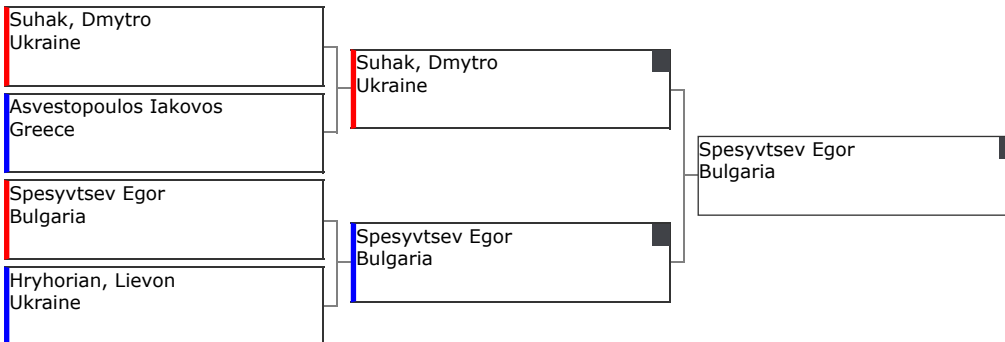 Suhak, Dmytro
Ukraine
Asvestopoulos Iakovos
Greece
Spesyvtsev Egor
Bulgaria
Hryhorian, Lievon
Ukraine
Suhak, Dmytro
Ukraine
Spesyvtsev Egor
Bulgaria
Spesyvtsev Egor
Bulgaria